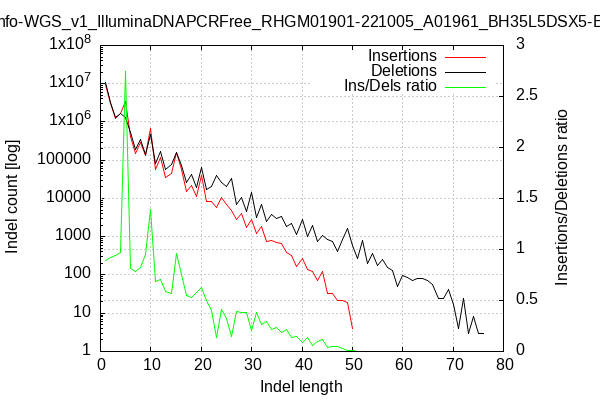 nfo-WGS_v1_IlluminaDNAPCRFree_RHGM01901-221005_A01961_BH35L5DSX5-E
Insertions
Deletions
Ins/Dels ratio
1x10^8
1x10^7
1x10^6
100000
10000
1000
100
10
1
3
2.5
2
1.5
1
0.5
0
0 10 20 30 40 50 60 70 80
Indel count [log]
Insertions/Deletions ratio
Indel length